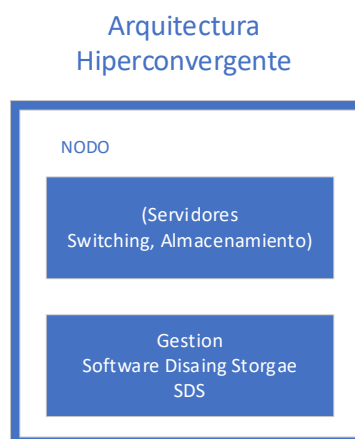 Arquitectura
Hiperconvergente
NODO
(Servidores
Switching, Almacenamiento)
Gestion
Software Disaing Storgae
SDS